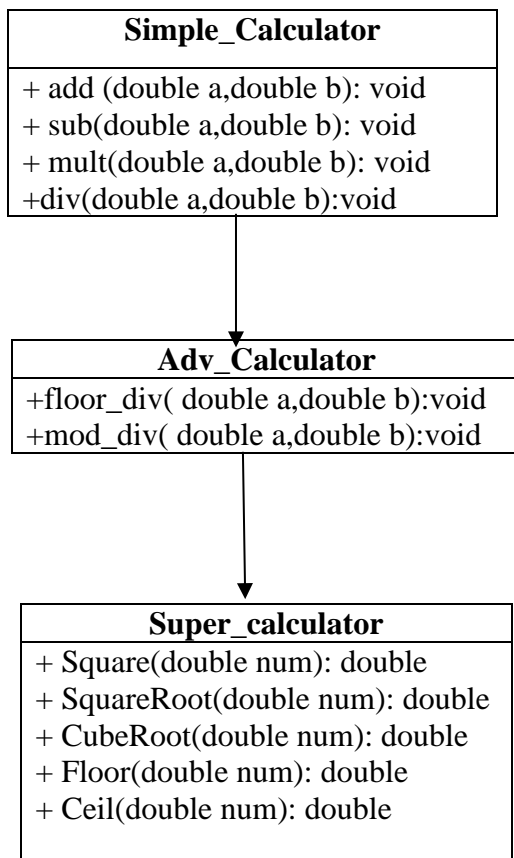 Simple_Calculator
+ add (double a,double b): void
+ sub(double a,double b): void
+ mult(double a,double b): void
+div(double a,double b):void
Adv_Calculator
+floor_div( double a,double b):void
+mod_div( double a,double b):void
Super_calculator
+ Square(double num): double
+ SquareRoot(double num): double
+ CubeRoot(double num): double
+ Floor(double num): double
+ Ceil(double num): double